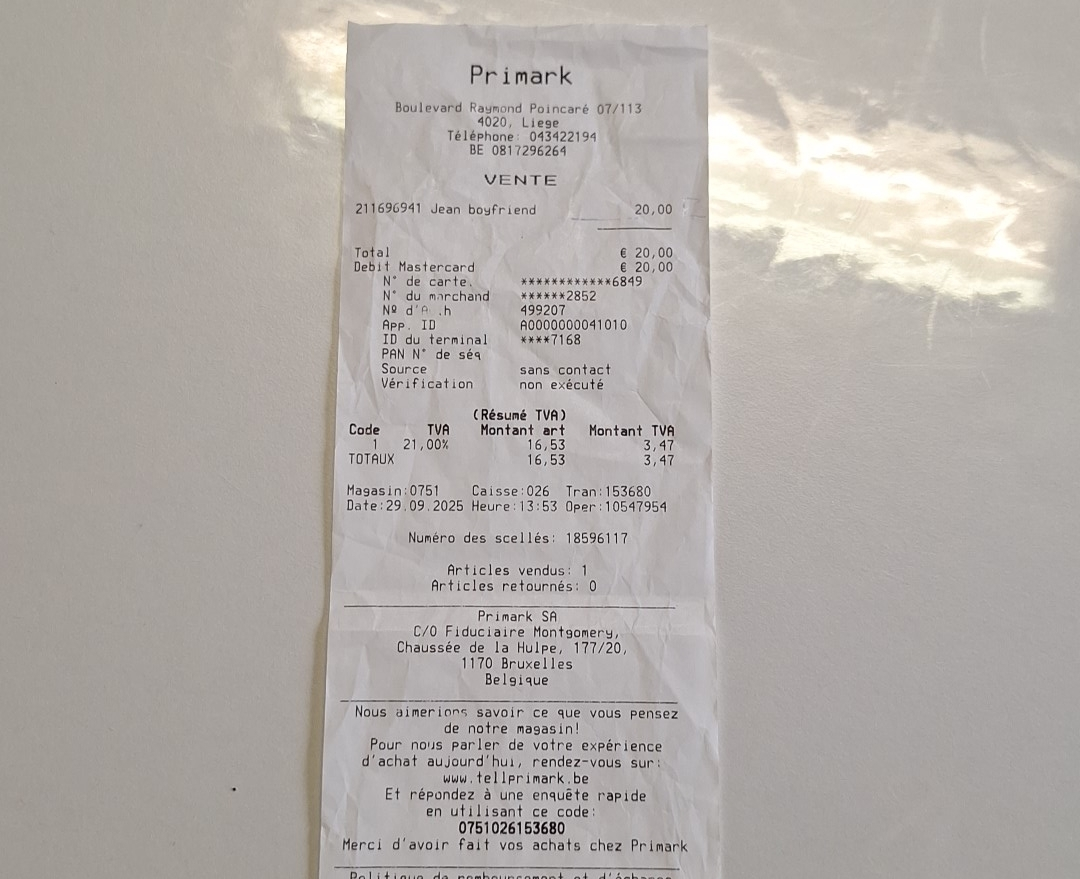 Primark
Boulevard Raymond Poincaré 07/113
4020, Liege
Téléphone: 043422194
BE 0817296264
VENTE
211696941 Jean boyfriend 20,00
Total € 20,00
Debit Mastercard € 20,00
N° de carte. ************6849
N° du marchand ******2852
Nº 499207
App. ID A0000000041010
ID du terminal ****7168
PAN N° de séq
Source sans contact
Vérification non exécuté
(Résumé TVA)
Code TVA Montant art Montant TVA
1 21,00% 16,53 3,47
TOTAUX 16,53 3,47
Magasin:0751 Caisse:026 Tran:153680
Date:29.09.2025 Heure:13:53 Oper:10547954
Numéro des scellés: 18596117
Articles vendus: 1
Articles retournés: 0
Primark SA
C/O Fiduciaire Montgomery,
Chaussée de la Hulpe, 177/20,
1170 Bruxelles
Belgique
Nous aimerions savoir ce que vous pensez
de notre magasin!
Pour nous parler de votre expérience
d'achat aujourd'hui, rendez-vous sur:
www.tellprimark.be
Et répondez à une enquête rapide
en utilisant ce code:
0751026153680
Merci d'avoir fait vos achats chez Primark
Politique de remboursement et d'échange